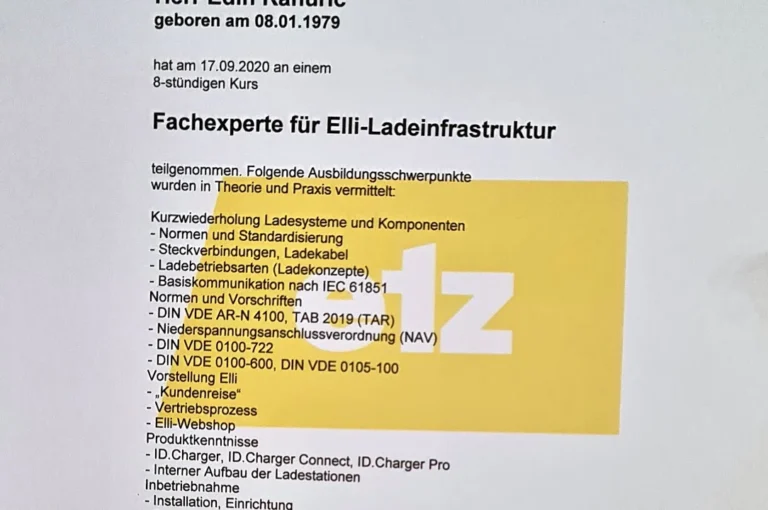 geboren am 08.01.1979
hat am 17.09.2020 an einem
8-stündigen Kurs
Fachexperte für Elli-Ladeinfrastruktur
teilgenommen. Folgende Ausbildungsschwerpunkte
wurden in Theorie und Praxis vermittelt:
Kurzwiederholung Ladesysteme und Komponenten
- Normen und Standardisierung
- Steckverbindungen, Ladekabel
- Ladebetriebsarten (Ladekonzepte)
- Basiskommunikation nach IEC 61851
Normen und Vorschriften
- DIN VDE AR-N 4100, TAB 2019 (TAR)
- Niederspannungsanschlussverordnung (NAV)
- DIN VDE 0100-722
- DIN VDE 0100-600, DIN VDE 0105-100
Vorstellung Elli
- „Kundenreise“
- Vertriebsprozess
- Elli-Webshop
Produktkenntnisse
- ID.Charger, ID.Charger Connect, ID.Charger Pro
- Interner Aufbau der Ladestationen
Inbetriebnahme
- Installation, Einrichtung
etz